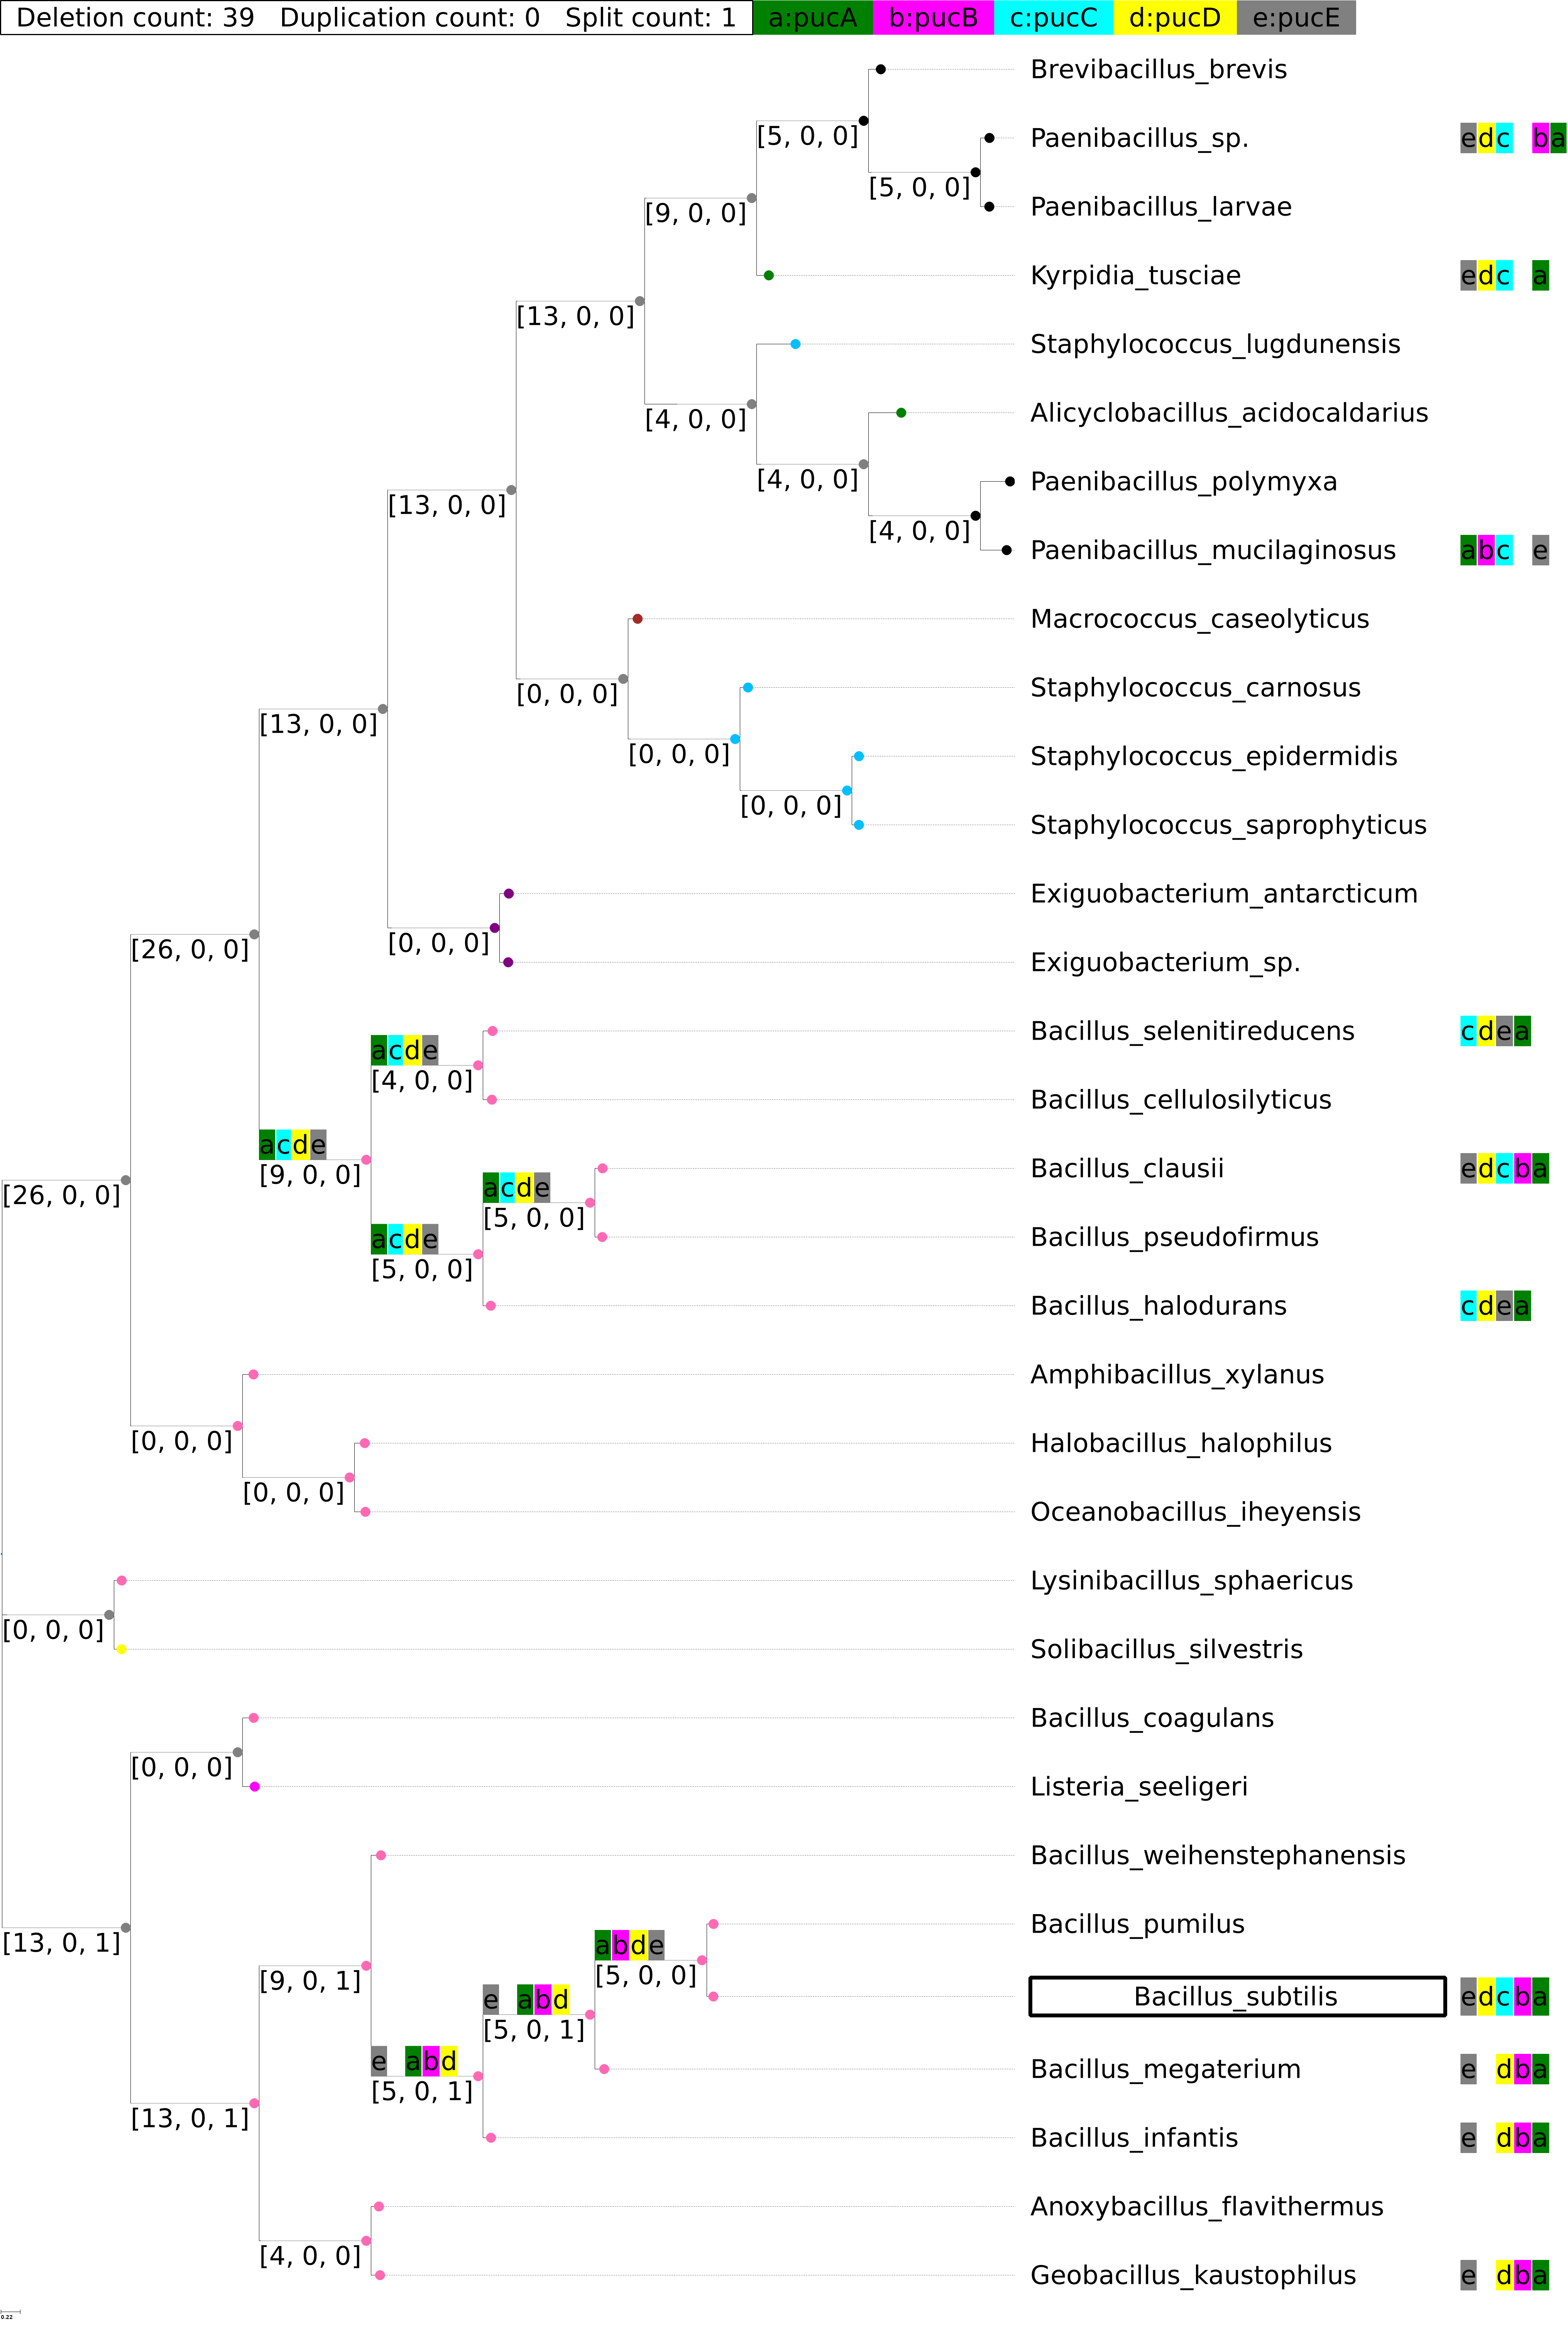 Deletion count: 39 Duplication count: 0 Split count: 1 a:pucA b:pucB c:pucC d:pucD e:pucE
Brevibacillus_brevis
[5, 0, 0]
Paenibacillus_sp. edc ba
[5, 0, 0]
Paenibacillus_larvae
[9, 0, 0]
Kyrpidia_tusciae edc a
[13, 0, 0]
Staphylococcus_lugdunensis
[4, 0, 0]
Alicyclobacillus_acidocaldarius
[4, 0, 0]
Paenibacillus_polymyxa
[13, 0, 0]
[4, 0, 0]
Paenibacillus_mucilaginosus abc e
Macrococcus_caseolyticus
[0, 0, 0]
Staphylococcus_carnosus
[13, 0, 0]
[0, 0, 0]
Staphylococcus_epidermidis
[0, 0, 0]
Staphylococcus_saprophyticus
Exiguobacterium_antarcticum
[26, 0, 0]
[0, 0, 0]
Exiguobacterium_sp.
Bacillus_selenitireducens cdea
acde
[4, 0, 0]
Bacillus_cellulosilyticus
acde
[9, 0, 0]
Bacillus_clausii edcba
[26, 0, 0]
acde
[5, 0, 0]
Bacillus_pseudofirmus
acde
[5, 0, 0]
Bacillus_halodurans cdea
Amphibacillus_xylanus
[0, 0, 0]
Halobacillus_halophilus
[0, 0, 0]
Oceanobacillus_iheyensis
Lysinibacillus_sphaericus
[0, 0, 0]
Solibacillus_silvestris
Bacillus_coagulans
[0, 0, 0]
Listeria_seeligeri
Bacillus_weihenstephanensis
Bacillus_pumilus
[13, 0, 1]
abde
[5, 0, 0]
[9, 0, 1]
Bacillus_subtilis edcba
e abd
[5, 0, 1]
e abd
Bacillus_megaterium e dba
[5, 0, 1]
[13, 0, 1]
Bacillus_infantis e dba
Anoxybacillus_flavithermus
[4, 0, 0]
Geobacillus_kaustophilus e dba
0.22